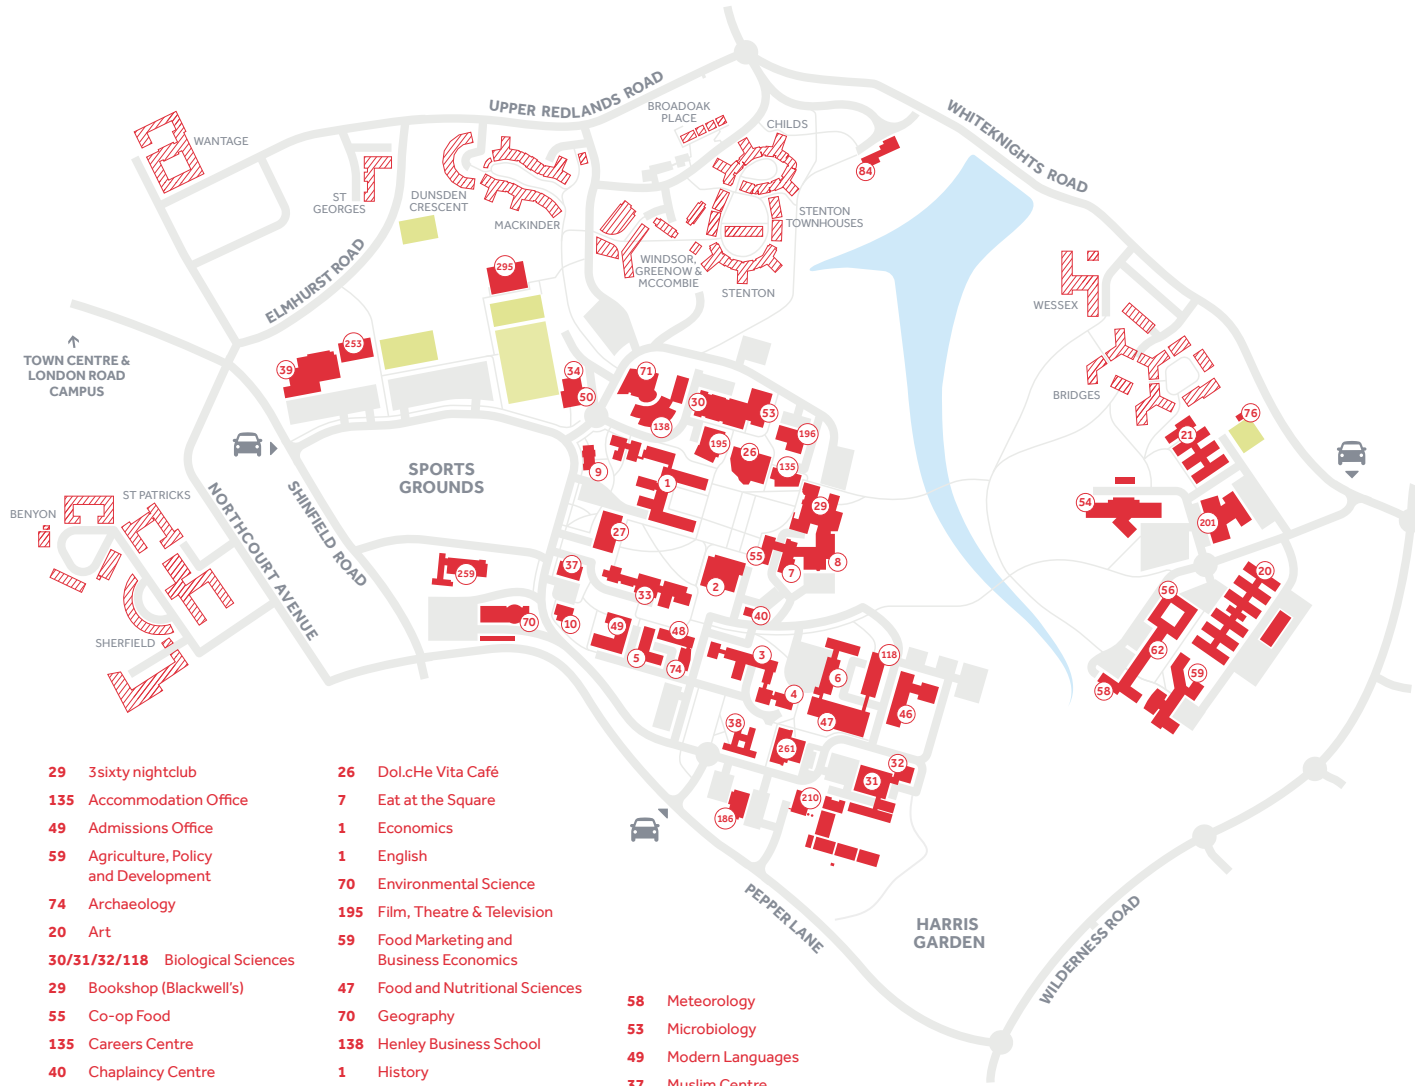 UPPER REDLANDS ROAD
WHITEKNIGHTS ROAD
BROADOAK
PLACE
CHILDS
WANTAGE
84
ST
GEORGES
DUNSDEN
CRESCENT
MACKINDER
STENTON
TOWNHOUSES
ELMHURST ROAD
295
WINDSOR,
GREENOW &
MCCOMBIE
STENTON
WESSEX
TOWN CENTRE &
LONDON ROAD
CAMPUS
253
39
34
50
71
30
53
138
195
26
196
135
BRIDGES
76
21
SPORTS
GROUNDS
9
1
29
54
201
ST PATRICKS
BENYON
NORTHCOURT AVENUE
SHINFIELD ROAD
27
55
7
8
259
37
33
2
20
56
10
70
49
5
48
74
40
3
118
62
59
58
SHERFIELD
6
4
46
47
38
261
32
31
210
186
PEPPER LANE
HARRIS
GARDEN
WILDERNESS ROAD
29 3sixty nightclub
135 Accommodation Office
49 Admissions Office
59 Agriculture, Policy
and Development
74 Archaeology
20 Art
30/31/32/118 Biological Sciences
29 Bookshop (Blackwell's)
55 Co-op Food
135 Careers Centre
40 Chaplaincy Centre
26 Dol.cHe Vita Café
7 Eat at the Square
1 Economics
1 English
70 Environmental Science
195 Film, Theatre & Television
59 Food Marketing and
Business Economics
47 Food and Nutritional Sciences
70 Geography
138 Henley Business School
1 History
58 Meteorology
53 Microbiology
49 Modern Languages
37 Muslim Centre